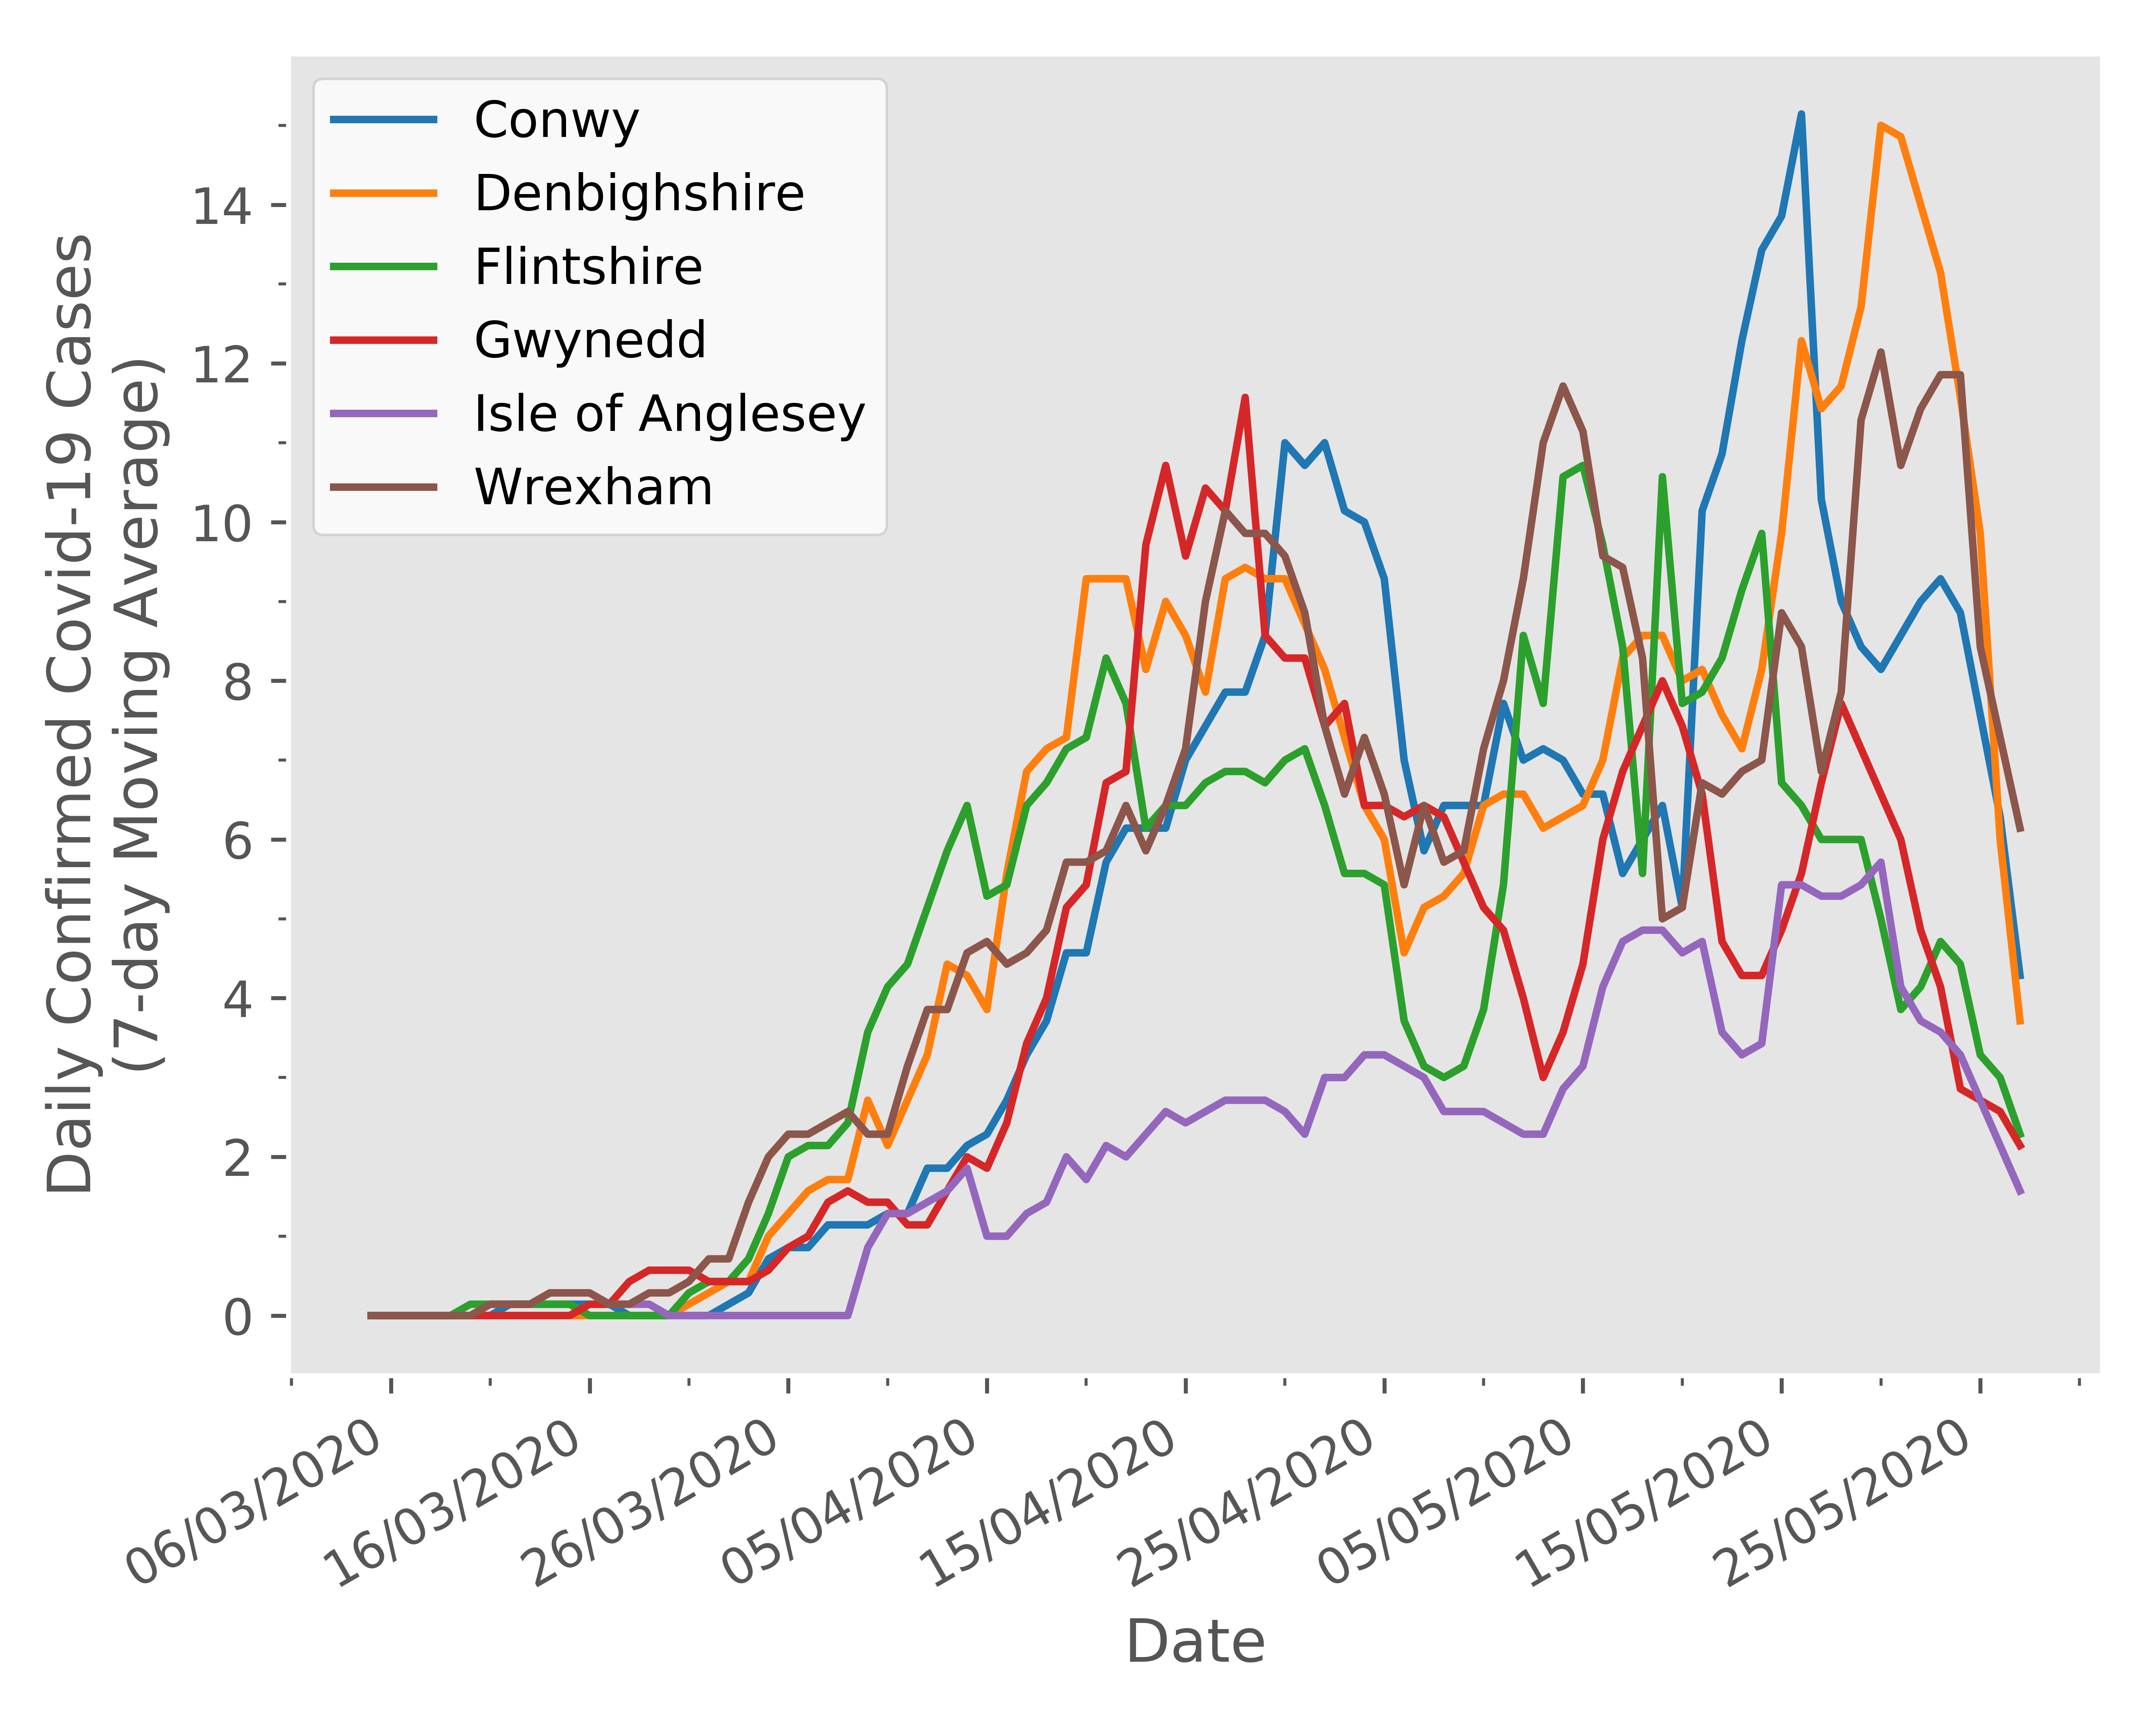 Conwy
Denbighshire
Flintshire
Gwynedd
Isle of Anglesey
Wrexham
Daily Confirmed Covid-19 Cases
(7-day Moving Average)
14
12
10
8
6
4
2
0
06/03/2020
16/03/2020
26/03/2020
05/04/2020
15/04/2020
25/04/2020
05/05/2020
15/05/2020
25/05/2020
Date